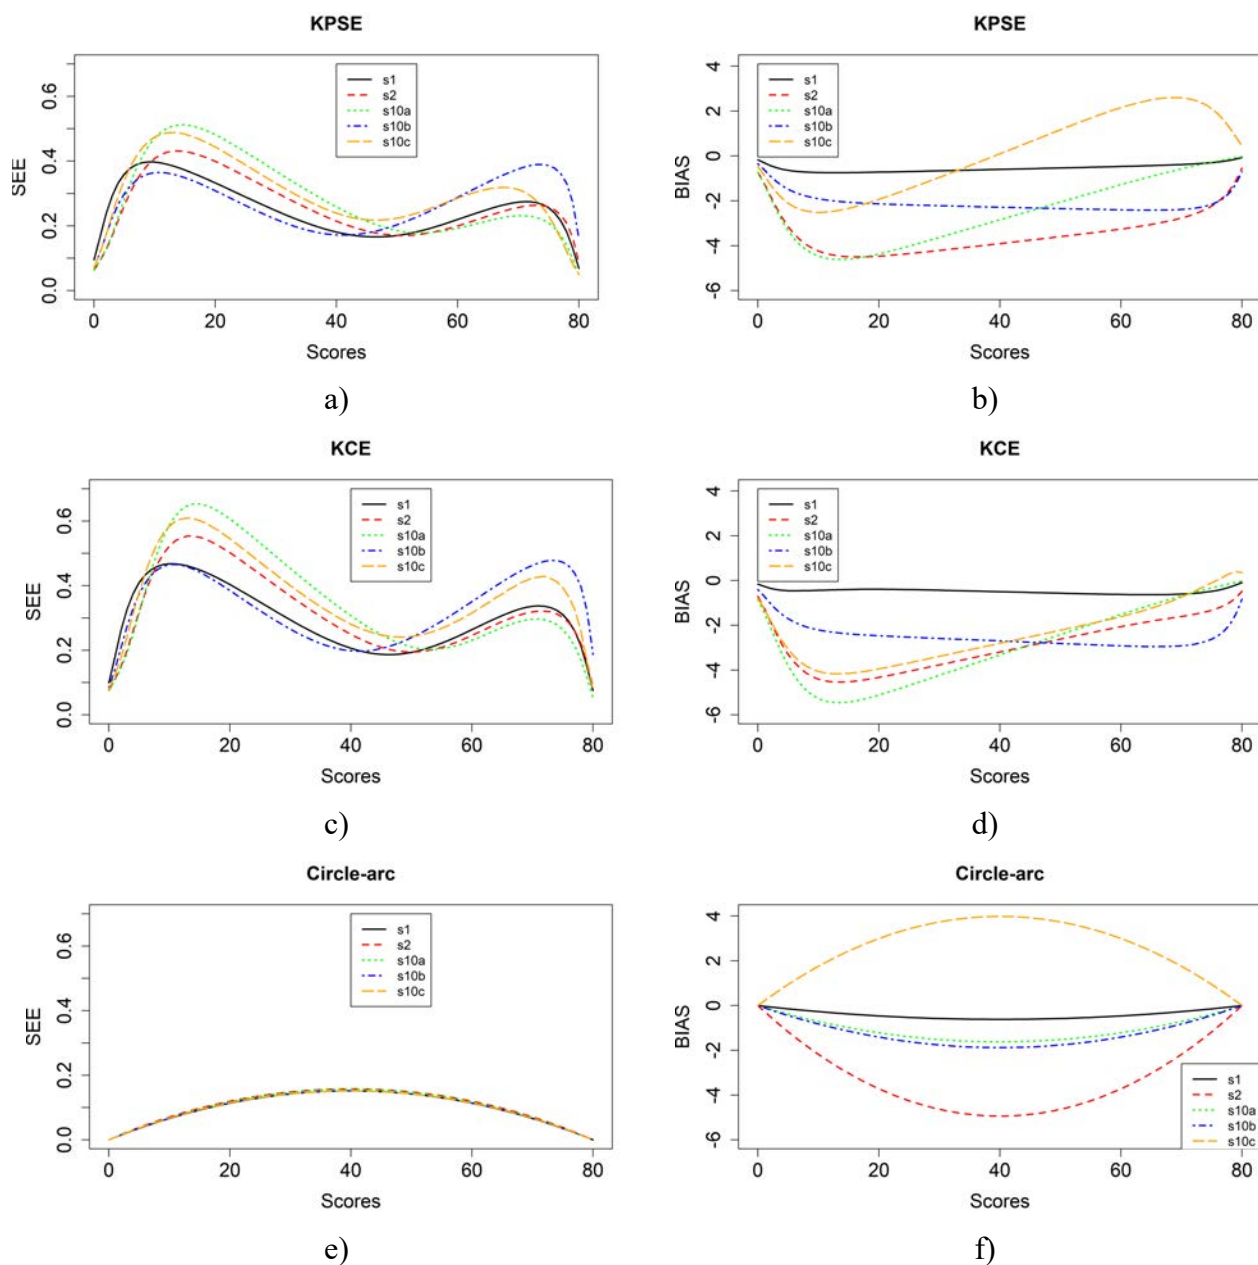 KPSE
SEE
0.0 0.2 0.4 0.6
s1
s2
s10a
s10b
s10c
0 20 40 60 80
Scores
a)
KPSE
BIAS
-6 -4 -2 0 2 4
s1
s2
s10a
s10b
s10c
0 20 40 60 80
Scores
b)
KCE
SEE
0.0 0.2 0.4 0.6
s1
s2
s10a
s10b
s10c
0 20 40 60 80
Scores
c)
KCE
BIAS
-6 -4 -2 0 2 4
s1
s2
s10a
s10b
s10c
0 20 40 60 80
Scores
d)
Circle-arc
SEE
0.0 0.2 0.4 0.6
s1
s2
s10a
s10b
s10c
0 20 40 60 80
Scores
e)
Circle-arc
BIAS
-6 -4 -2 0 2 4
s1
s2
s10a
s10b
s10c
0 20 40 60 80
Scores
f)